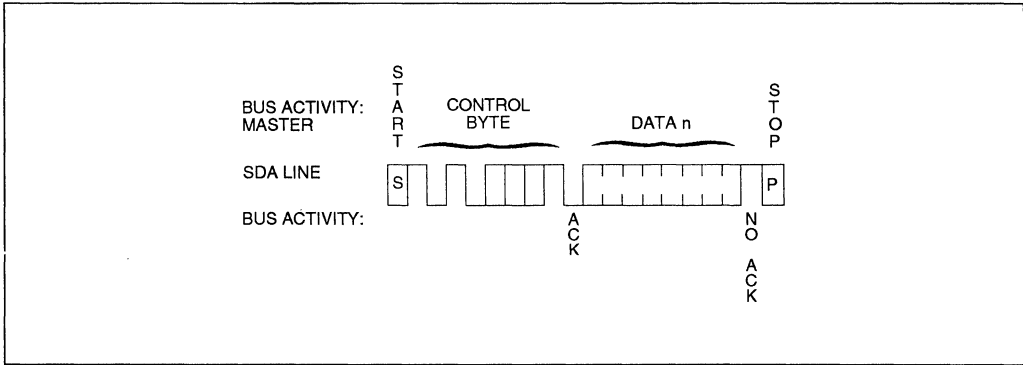 START
BUS ACTIVITY:
MASTER
CONTROL
BYTE
DATA n
STOP
SDA LINE
S
P
BUS ACTIVITY:
ACK
NO ACK